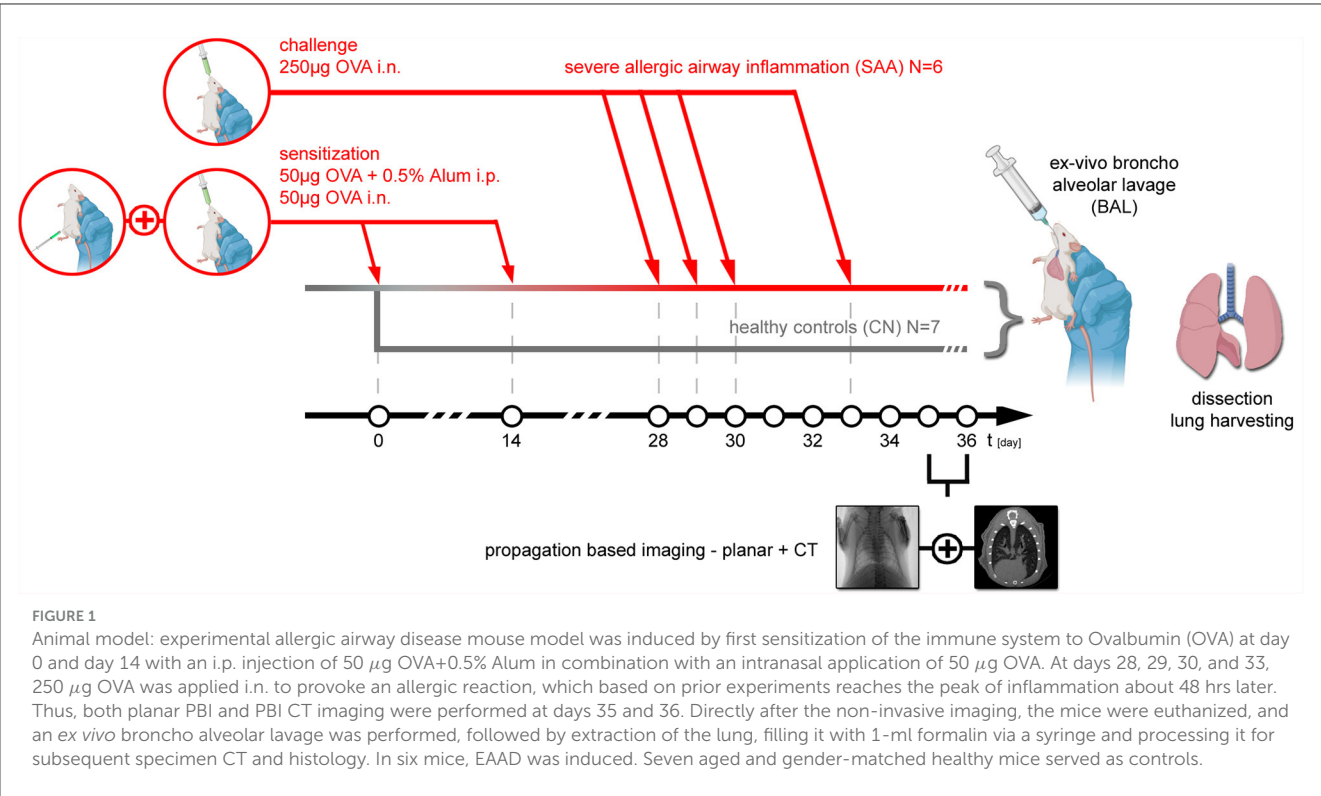 challenge
250µg OVA i.n.
severe allergic airway inflammation (SAA) N=6
sensitization
50µg OVA + 0.5% Alum i.p.
50µg OVA i.n.
ex-vivo broncho
alveolar lavage
(BAL)
healthy controls (CN) N=7
dissection
lung harvesting
0 14 28 30 32 34 36 t [day]
propagation based imaging - planar + CT
FIGURE 1
Animal model: experimental allergic airway disease mouse model was induced by first sensitization of the immune system to Ovalbumin (OVA) at day
0 and day 14 with an i.p. injection of 50 μg OVA+0.5% Alum in combination with an intranasal application of 50 μg OVA. At days 28, 29, 30, and 33,
250 μg OVA was applied i.n. to provoke an allergic reaction, which based on prior experiments reaches the peak of inflammation about 48 hrs later.
Thus, both planar PBI and PBI CT imaging were performed at days 35 and 36. Directly after the non-invasive imaging, the mice were euthanized, and
an ex vivo broncho alveolar lavage was performed, followed by extraction of the lung, filling it with 1-ml formalin via a syringe and processing it for
subsequent specimen CT and histology. In six mice, EAAD was induced. Seven aged and gender-matched healthy mice served as controls.